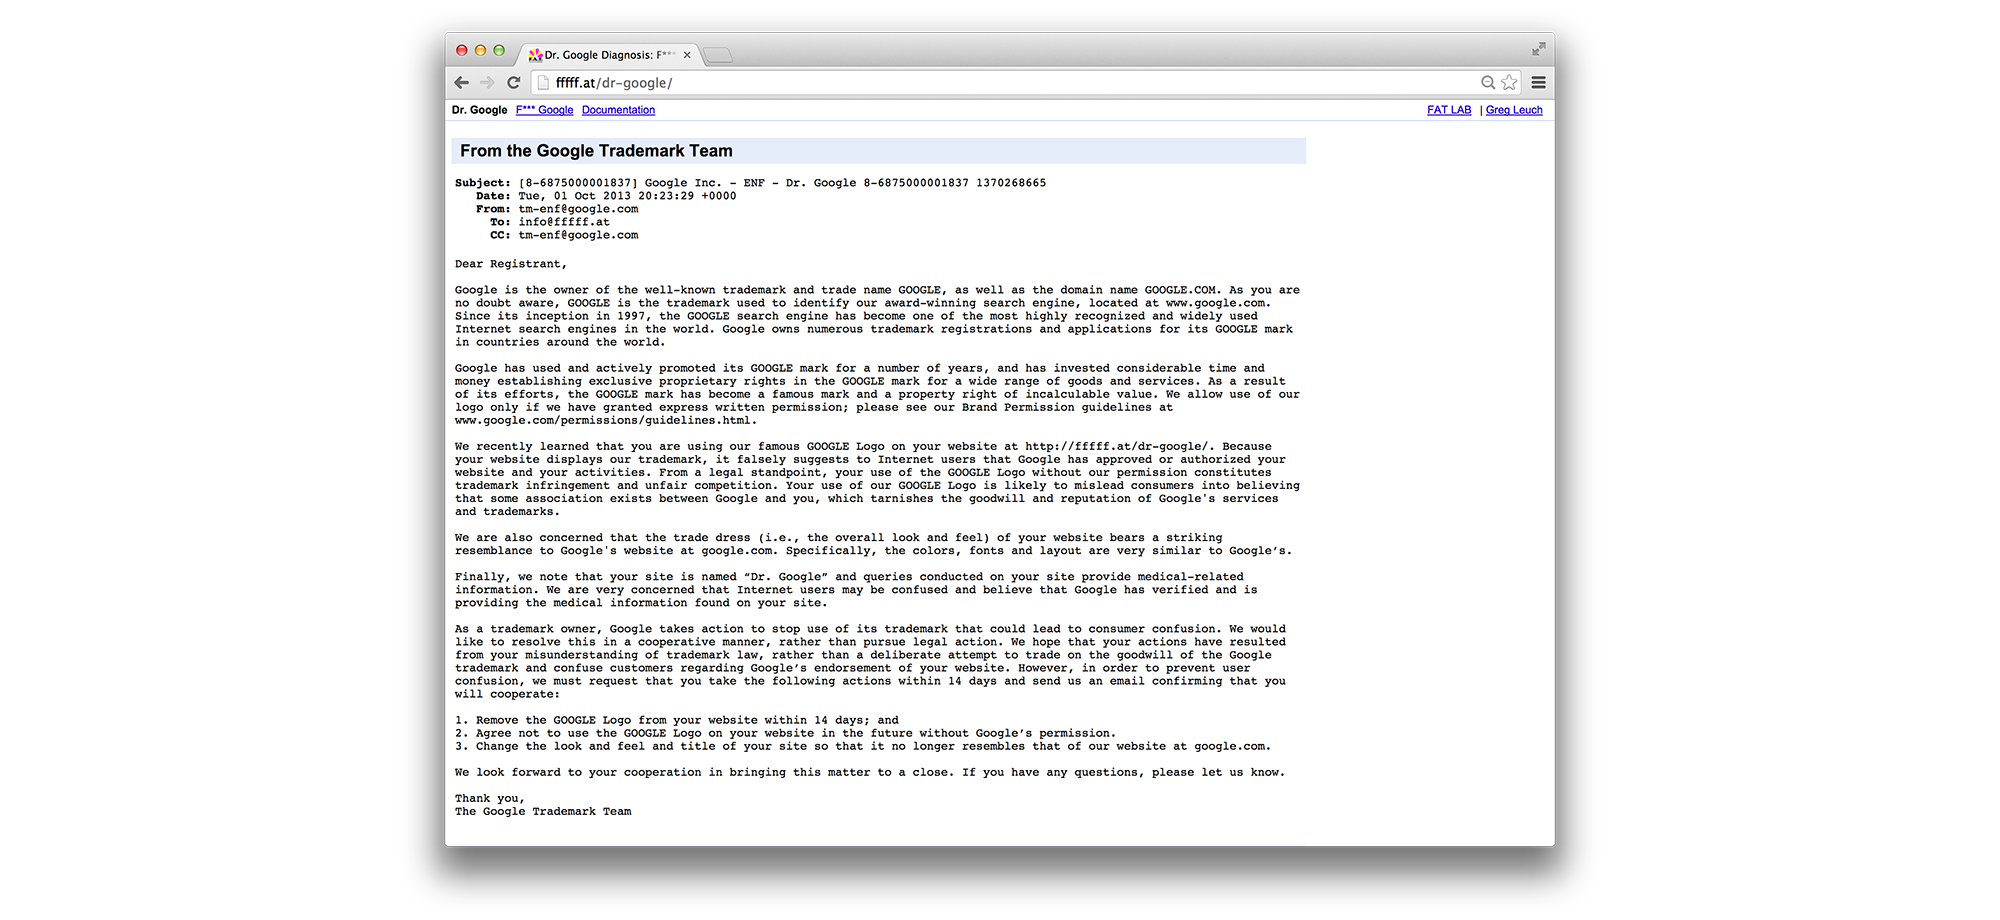 Dr. Google Diagnosis: F***
fffff.at/dr-google/
Dr. Google F*** Google Documentation FAT LAB | Greg Leuch
From the Google Trademark Team
Subject: [8-6875000001837] Google Inc. - ENF - Dr. Google 8-6875000001837 1370268665
Date: Tue, 01 Oct 2013 20:23:29 +0000
From: tm-enf@google.com
To: info@fffff.at
CC: tm-enf@google.com
Dear Registrant,
Google is the owner of the well-known trademark and trade name GOOGLE, as well as the domain name GOOGLE.COM. As you are
no doubt aware, GOOGLE is the trademark used to identify our award-winning search engine, located at www.google.com.
Since its inception in 1997, the GOOGLE search engine has become one of the most highly recognized and widely used
Internet search engines in the world. Google owns numerous trademark registrations and applications for its GOOGLE mark
in countries around the world.
Google has used and actively promoted its GOOGLE mark for a number of years, and has invested considerable time and
money establishing exclusive proprietary rights in the GOOGLE mark for a wide range of goods and services. As a result
of its efforts, the GOOGLE mark has become a famous mark and a property right of incalculable value. We allow use of our
logo only if we have granted express written permission; please see our Brand Permission guidelines at
www.google.com/permissions/guidelines.html.
We recently learned that you are using our famous GOOGLE Logo on your website at http://fffff.at/dr-google/. Because
your website displays our trademark, it falsely suggests to Internet users that Google has approved or authorized your
website and your activities. From a legal standpoint, your use of the GOOGLE Logo without our permission constitutes
trademark infringement and unfair competition. Your use of our GOOGLE Logo is likely to mislead consumers into believing
that some association exists between Google and you, which tarnishes the goodwill and reputation of Google's services
and trademarks.
We are also concerned that the trade dress (i.e., the overall look and feel) of your website bears a striking
resemblance to Google's website at google.com. Specifically, the colors, fonts and layout are very similar to Google’s.
Finally, we note that your site is named “Dr. Google” and queries conducted on your site provide medical-related
information. We are very concerned that Internet users may be confused and believe that Google has verified and is
providing the medical information found on your site.
As a trademark owner, Google takes action to stop use of its trademark that could lead to consumer confusion. We would
like to resolve this in a cooperative manner, rather than pursue legal action. We hope that your actions have resulted
from your misunderstanding of trademark law, rather than a deliberate attempt to trade on the goodwill of the Google
trademark and confuse customers regarding Google’s endorsement of your website. However, in order to prevent user
confusion, we must request that you take the following actions within 14 days and send us an email confirming that you
will cooperate:
1. Remove the GOOGLE Logo from your website within 14 days; and
2. Agree not to use the GOOGLE Logo on your website in the future without Google’s permission.
3. Change the look and feel and title of your site so that it no longer resembles that of our website at google.com.
We look forward to your cooperation in bringing this matter to a close. If you have any questions, please let us know.
Thank you,
The Google Trademark Team